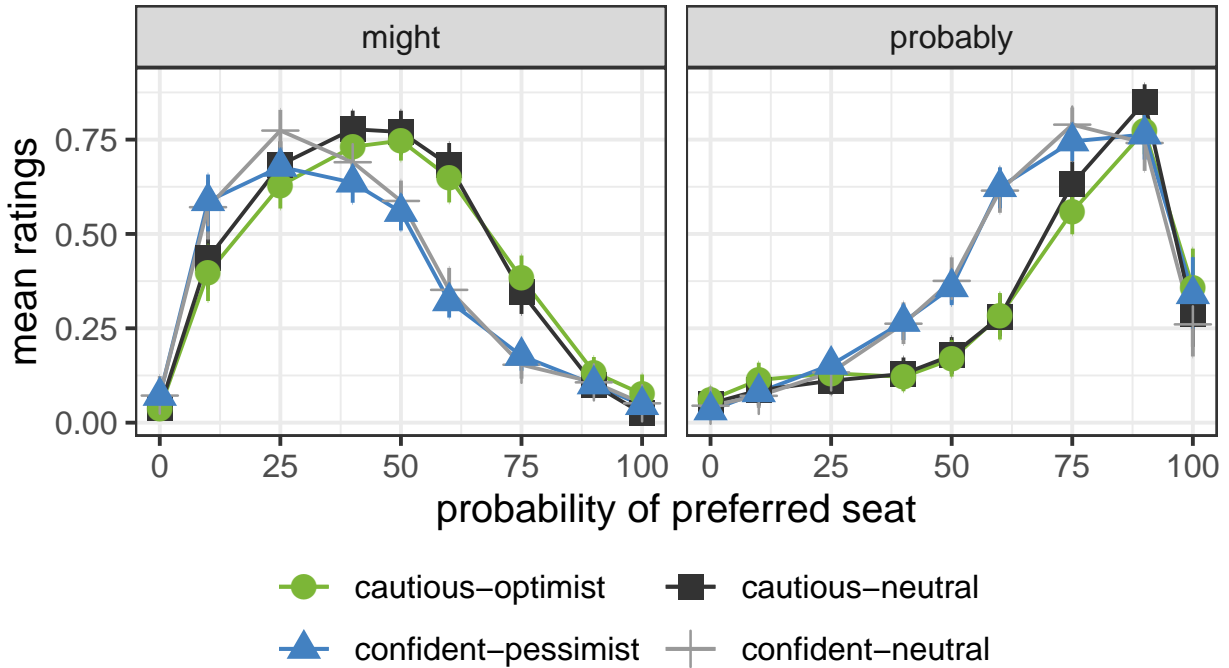 might probably
mean ratings
0.75
0.50
0.25
0.00
0 25 50 75 100 0 25 50 75 100
probability of preferred seat
cautious−optimist cautious−neutral
confident−pessimist confident−neutral